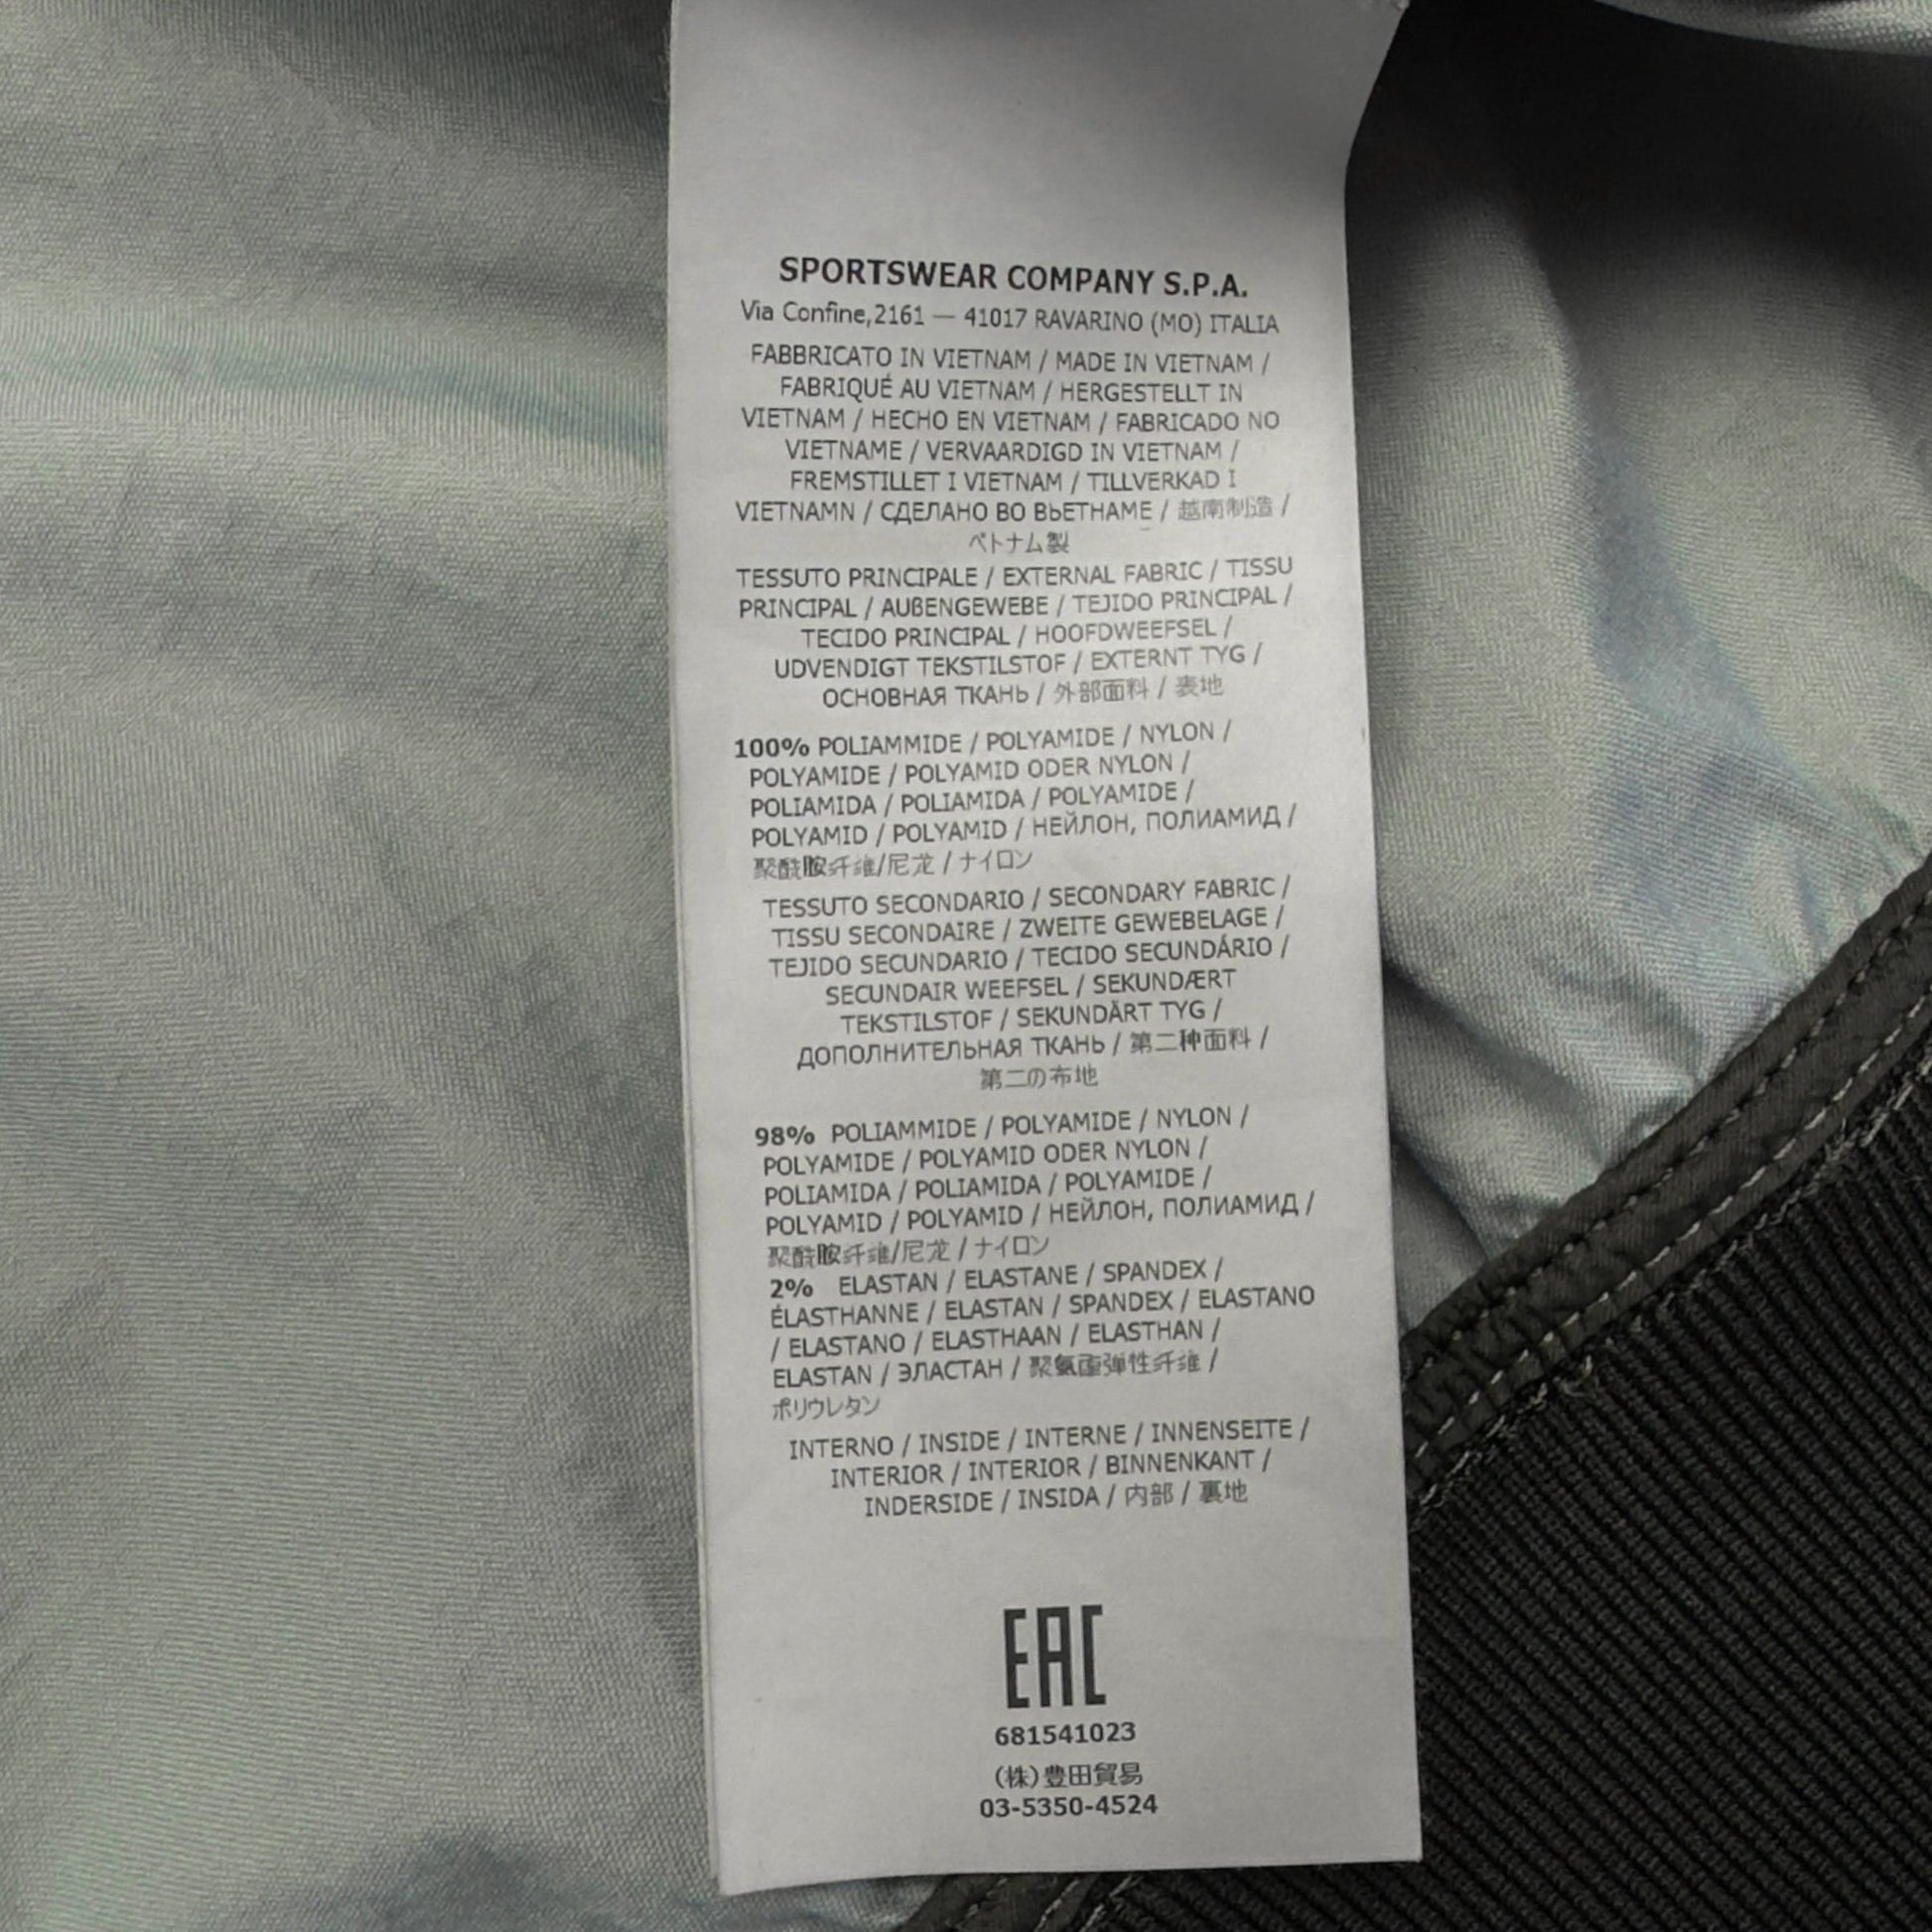 SPORTSWEAR COMPANY S.P.A.
Via Confine,2161 — 41017 RAVARINO (MO) ITALIA
FABBRICATO IN VIETNAM / MADE IN VIETNAM /
FABRIQUÉ AU VIETNAM / HERGESTELLT IN
VIETNAM / HECHO EN VIETNAM / FABRICADO NO
VIETNAME / VERVAARDIGD IN VIETNAM /
FREMSTILLET I VIETNAM / TILLVERKAD I
VIETNAMN / СДЕЛАНО ВО ВЬЕТНАМЕ / 越南制造 /
ベトナム製
TESSUTO PRINCIPALE / EXTERNAL FABRIC / TISSU
PRINCIPAL / AUßENGEWEBE / TEJIDO PRINCIPAL /
TECIDO PRINCIPAL / HOOFDWEEFSEL /
UDVENDIGT TEKSTILSTOF / EXTERNT TYG /
ОСНОВНАЯ ТКАНЬ / 外部面料 / 表地
100% POLIAMMIDE / POLYAMIDE / NYLON /
POLYAMIDE / POLYAMID ODER NYLON /
POLIAMIDA / POLIAMIDA / POLYAMIDE /
POLYAMID / POLYAMID / НЕЙЛОН, ПОЛИАМИД /
聚酰胺纤维/尼龙 / ナイロン
TESSUTO SECONDARIO / SECONDARY FABRIC /
TISSU SECONDAIRE / ZWEITE GEWEBELAGE /
TEJIDO SECUNDARIO / TECIDO SECUNDÁRIO /
SECUNDAIR WEEFSEL / SEKUNDÆRT
TEKSTILSTOF / SEKUNDÄRT TYG /
ДОПОЛНИТЕЛЬНАЯ ТКАНЬ / 第二种面料 /
第二の布地
98% POLIAMMIDE / POLYAMIDE / NYLON /
POLYAMIDE / POLYAMID ODER NYLON /
POLIAMIDA / POLIAMIDA / POLYAMIDE /
POLYAMID / POLYAMID / НЕЙЛОН, ПОЛИАМИД /
聚酰胺纤维/尼龙 / ナイロン
2% ELASTAN / ELASTANE / SPANDEX /
ÉLASTHANNE / ELASTAN / SPANDEX / ELASTANO
/ ELASTANO / ELASTHAAN / ELASTHAN /
ELASTAN / ЭЛАСТАН / 聚氨酯弹性纤维 /
ポリウレタン
INTERNO / INSIDE / INTERNE / INNENSEITE /
INTERIOR / INTERIOR / BINNENKANT /
INDERSIDE / INSIDA / 内部 / 裏地
EAC
681541023
(株)豊田貿易
03-5350-4524